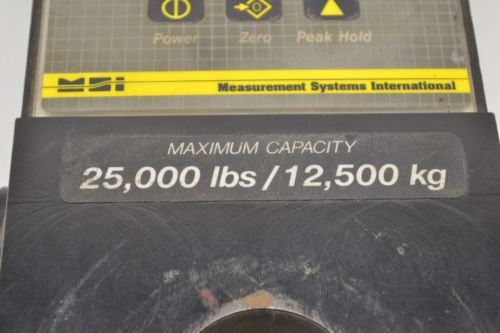 Power Zero Peak Hold
MSI Measurement Systems International
MAXIMUM CAPACITY
25,000 lbs/12,500 kg